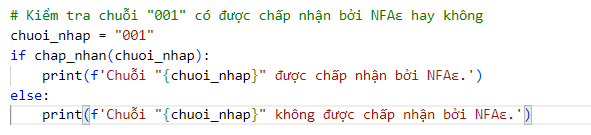 # Kiểm tra chuỗi "001" có được chấp nhận bởi NFAε hay không
chuoi_nhap = "001"
if chap_nhan(chuoi_nhap):
    print(f'Chuỗi "{chuoi_nhap}" được chấp nhận bởi NFAε.')
else:
    print(f'Chuỗi "{chuoi_nhap}" không được chấp nhận bởi NFAε.')